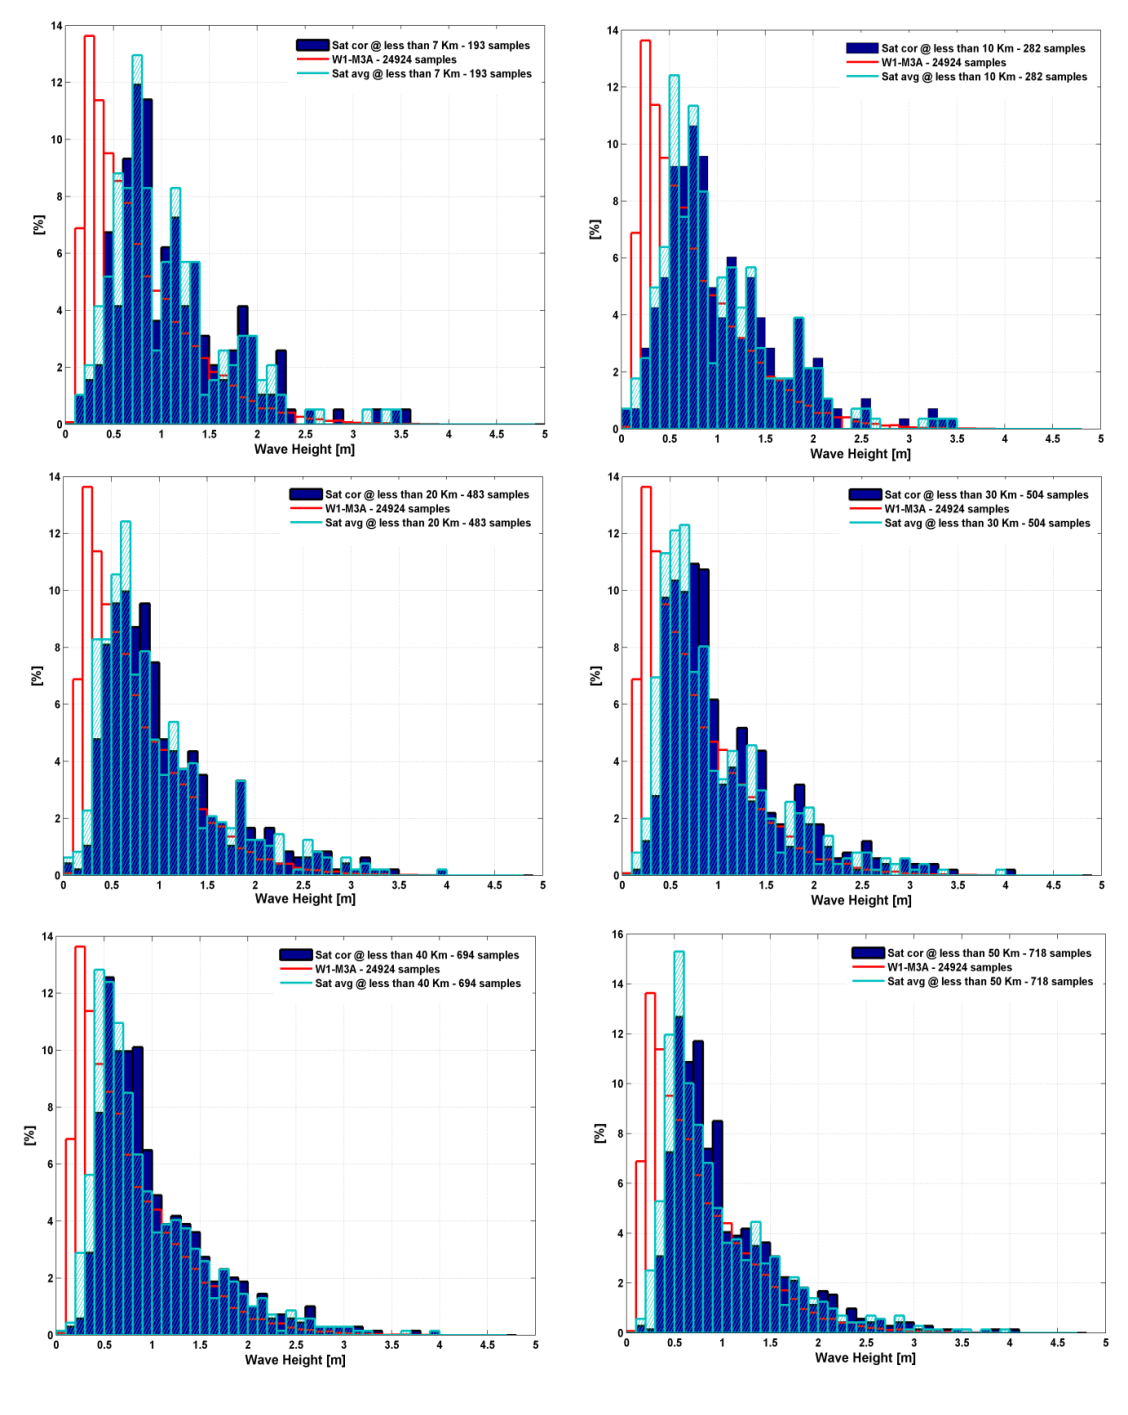 14
12
10
8
6
4
2
0
[%]
Sat cor @ less than 7 Km - 193 samples
W1-M3A - 24924 samples
Sat avg @ less than 7 Km - 193 samples
0 0.5 1 1.5 2 2.5 3 3.5 4 4.5 5
Wave Height [m]
14
12
10
8
6
4
2
0
[%]
Sat cor @ less than 10 Km - 282 samples
W1-M3A - 24924 samples
Sat avg @ less than 10 Km - 282 samples
0 0.5 1 1.5 2 2.5 3 3.5 4 4.5 5
Wave Height [m]
14
12
10
8
6
4
2
0
[%]
Sat cor @ less than 20 Km - 483 samples
W1-M3A - 24924 samples
Sat avg @ less than 20 Km - 483 samples
0 0.5 1 1.5 2 2.5 3 3.5 4 4.5 5
Wave Height [m]
14
12
10
8
6
4
2
0
[%]
Sat cor @ less than 30 Km - 504 samples
W1-M3A - 24924 samples
Sat avg @ less than 30 Km - 504 samples
0 0.5 1 1.5 2 2.5 3 3.5 4 4.5 5
Wave Height [m]
14
12
10
8
6
4
2
0
[%]
Sat cor @ less than 40 Km - 694 samples
W1-M3A - 24924 samples
Sat avg @ less than 40 Km - 694 samples
0 0.5 1 1.5 2 2.5 3 3.5 4 4.5 5
Wave Height [m]
16
14
12
10
8
6
4
2
0
[%]
Sat cor @ less than 50 Km - 718 samples
W1-M3A - 24924 samples
Sat avg @ less than 50 Km - 718 samples
0 0.5 1 1.5 2 2.5 3 3.5 4 4.5 5
Wave Height [m]